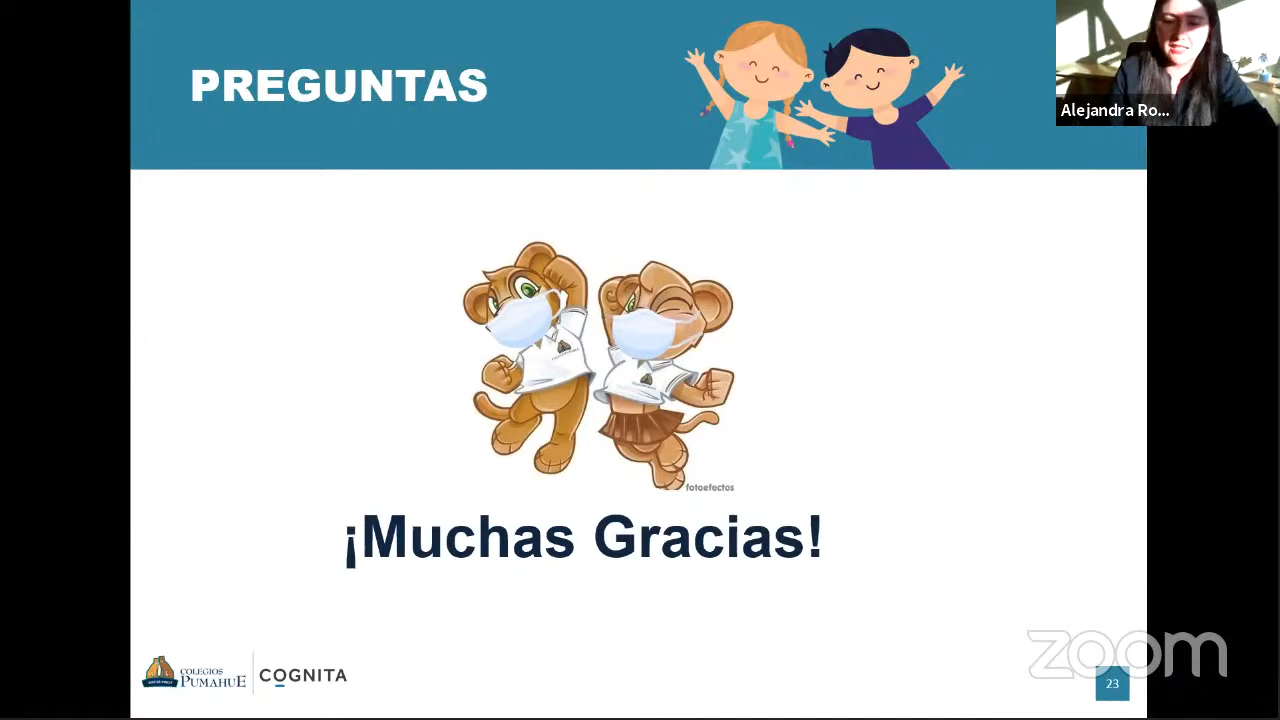 PREGUNTAS
Alejandra Ro...
fotoefectos
¡Muchas Gracias!
COLEGIOS
PUMAHUE
COGNITA
zoom
23